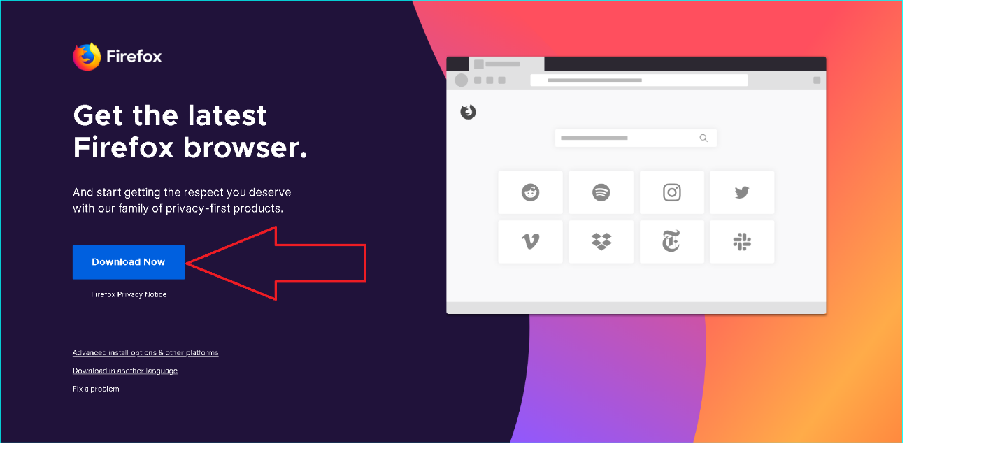 Firefox
Get the latest
Firefox browser.
And start getting the respect you deserve
with our family of privacy-first products.
Download Now
Firefox Privacy Notice
Advanced install options & other platforms
Download in another language
Fix a problem